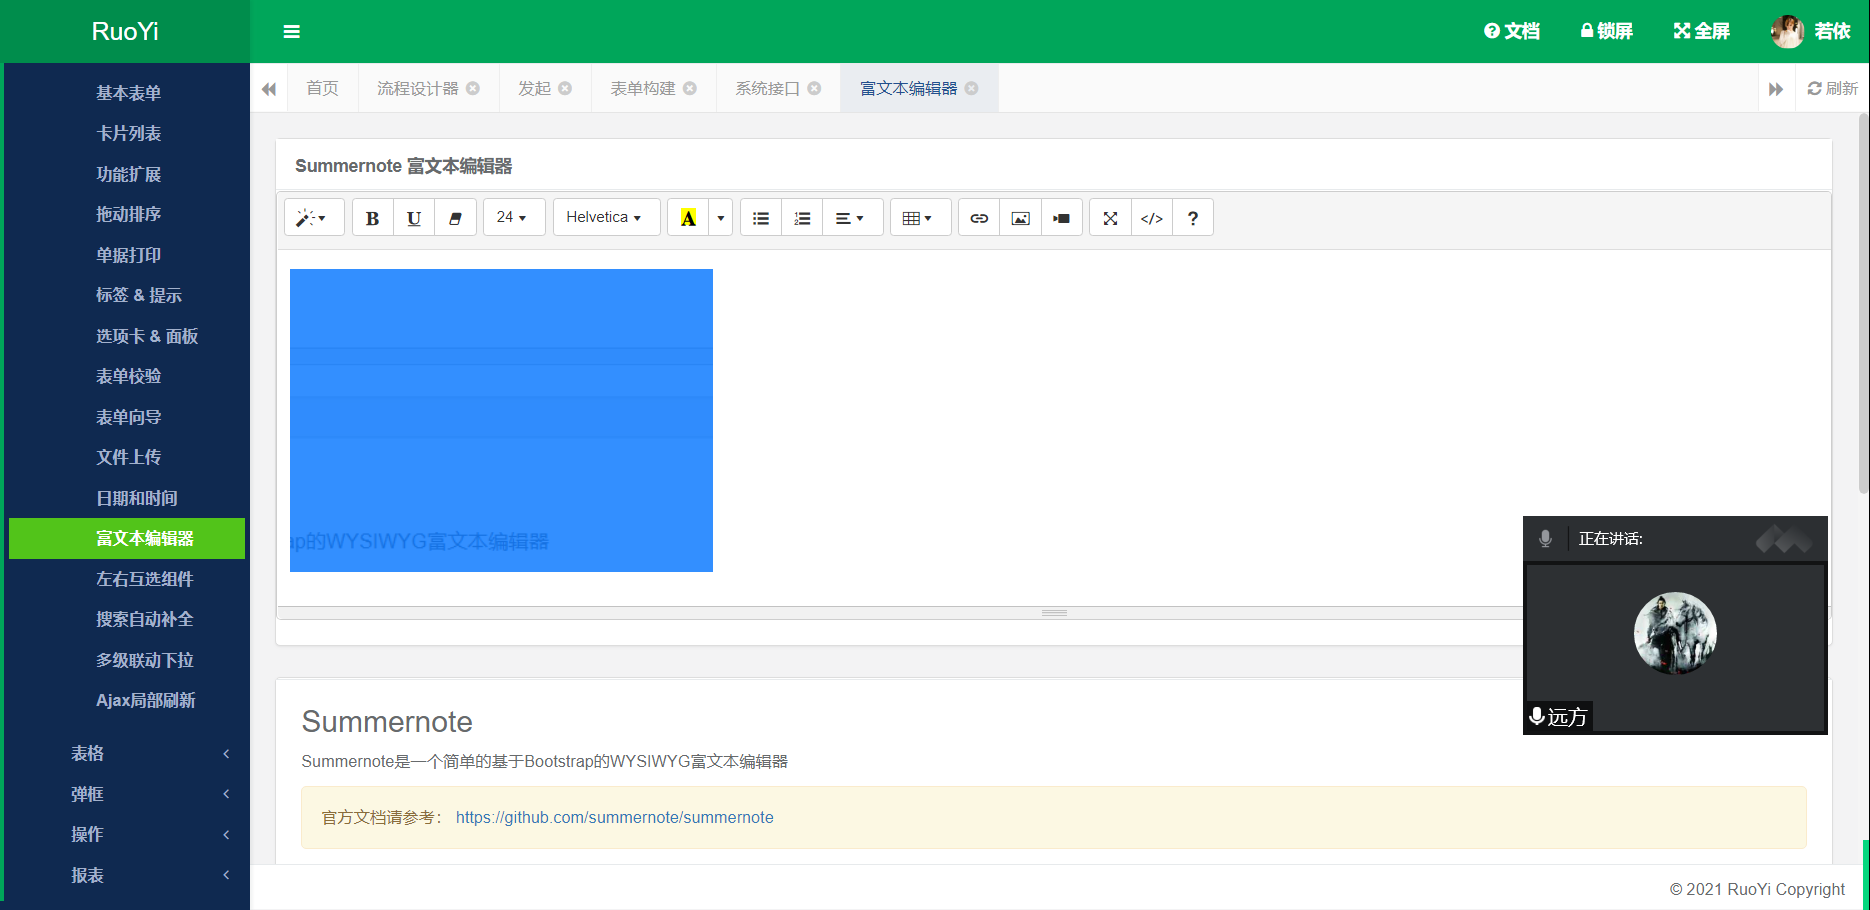 RuoYi
文档
锁屏
全屏
若依
首页
流程设计器
发起
表单构建
系统接口
富文本编辑器
刷新
基本表单
卡片列表
功能扩展
拖动排序
单据打印
标签 & 提示
选项卡 & 面板
表单校验
表单向导
文件上传
日期和时间
富文本编辑器
左右互选组件
搜索自动补全
多级联动下拉
Ajax局部刷新
表格
弹框
操作
报表
Summernote 富文本编辑器
B U 24 Helvetica A </> ?
ap的WYSIWYG富文本编辑器
正在讲话:
远方
Summernote
Summernote是一个简单的基于Bootstrap的WYSIWYG富文本编辑器
官方文档请参考： https://github.com/summernote/summernote
© 2021 RuoYi Copyright